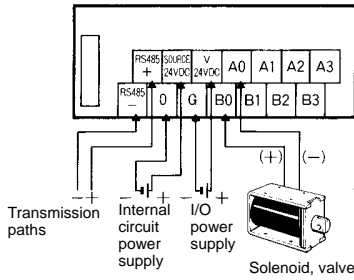 RS485 + SOURCE 24VDC V 24VDC A0 A1 A2 A3
RS485 − 0 G B0 B1 B2 B3
(+) (−)
− + − + − +
Transmission paths
Internal circuit power supply
I/O power supply
Solenoid, valve